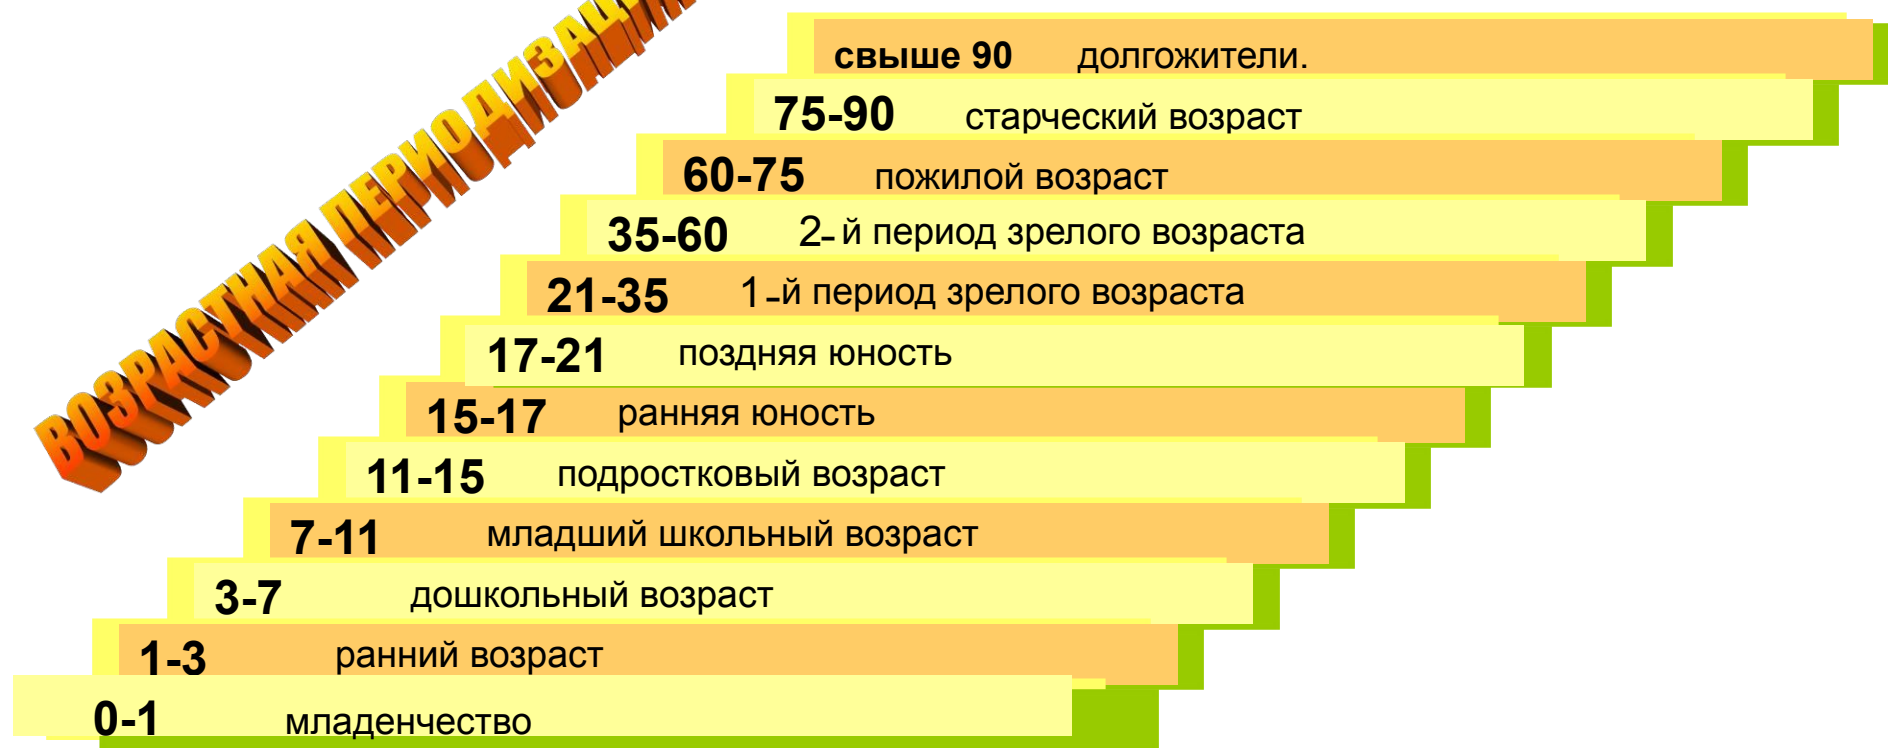 ВОЗРАСТНАЯ ПЕРИОДИЗАЦИ
свыше 90 долгожители.
75-90 старческий возраст
60-75 пожилой возраст
35-60 2-й период зрелого возраста
21-35 1-й период зрелого возраста
17-21 поздняя юность
15-17 ранняя юность
11-15 подростковый возраст
7-11 младший школьный возраст
3-7 дошкольный возраст
1-3 ранний возраст
0-1 младенчество